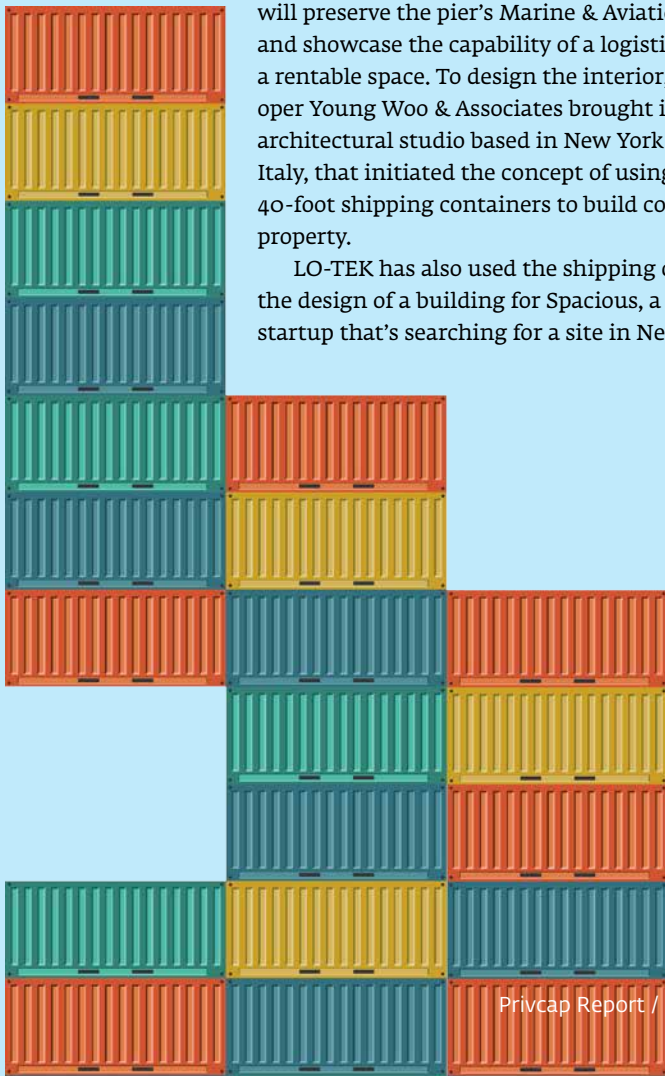 will preserve the pier's Marine & Aviatio
and showcase the capability of a logisti
a rentable space. To design the interior,
oper Young Woo & Associates brought i
architectural studio based in New York
Italy, that initiated the concept of using
40-foot shipping containers to build co
property.
LO-TEK has also used the shipping c
the design of a building for Spacious, a
startup that's searching for a site in Ne
Privcap Report /